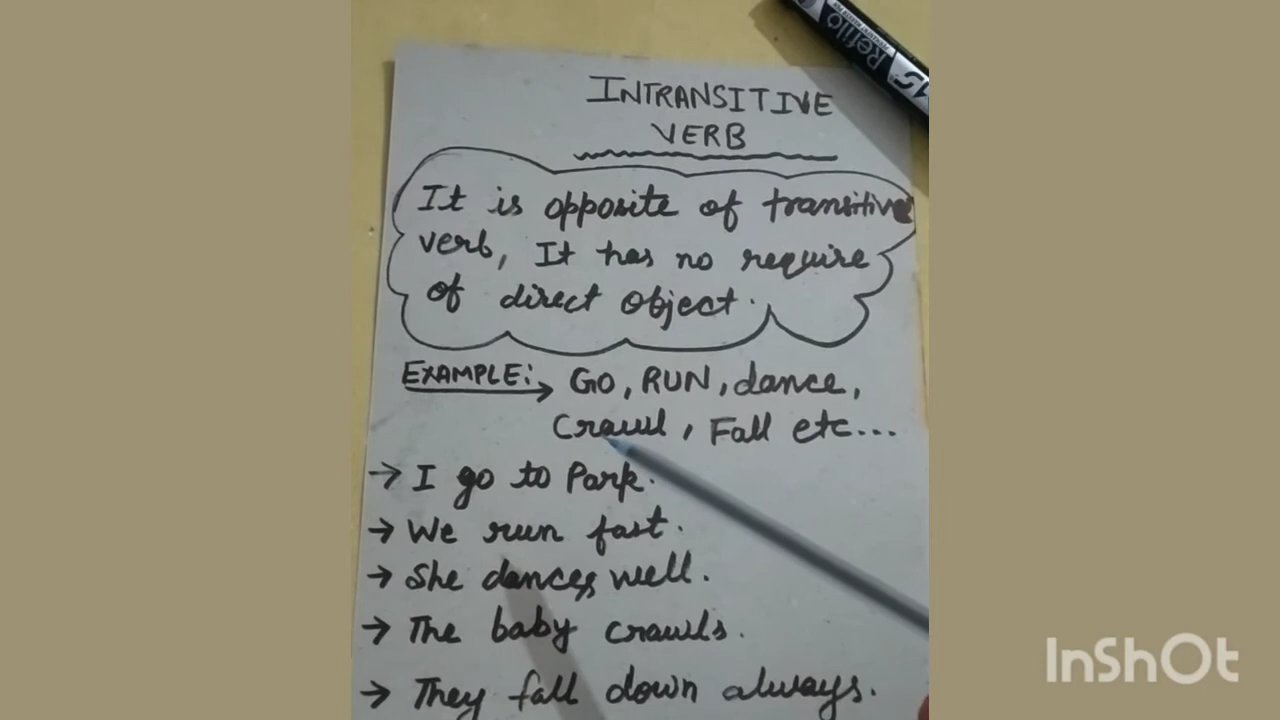 Refilo
15
INTRANSITIVE
VERB
It is opposite of transitive
verb, It has no require
of direct object.
EXAMPLE:→ GO, RUN, dance,
Crawl, Fall etc...
→ I go to Park.
→ We run fast.
→ She dances well.
→ The baby crawls.
→ They fall down always.
InShOt